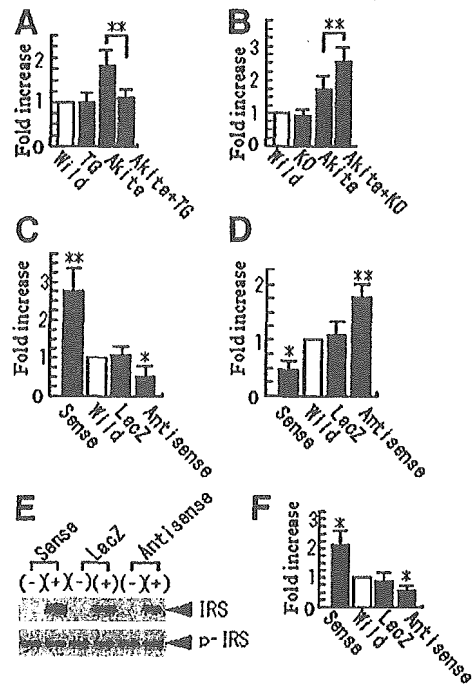 A
**
Fold increase
2
1
0
Wild
TG
Akita
Akita+TG
B
**
Fold increase
3
2
1
0
Wild
KO
Akita
Akita+KO
C
**
*
Fold increase
3
2
1
0
Sense
Wild
LacZ
Antisense
D
*
**
Fold increase
2
1
0
Sense
Wild
LacZ
Antisense
E
Sense
LacZ
Antisense
(-)(+)(-)(+)(-)(+)
IRS
p-IRS
F
*
*
Fold increase
3
2
1
0
Sense
Wild
LacZ
Antisense